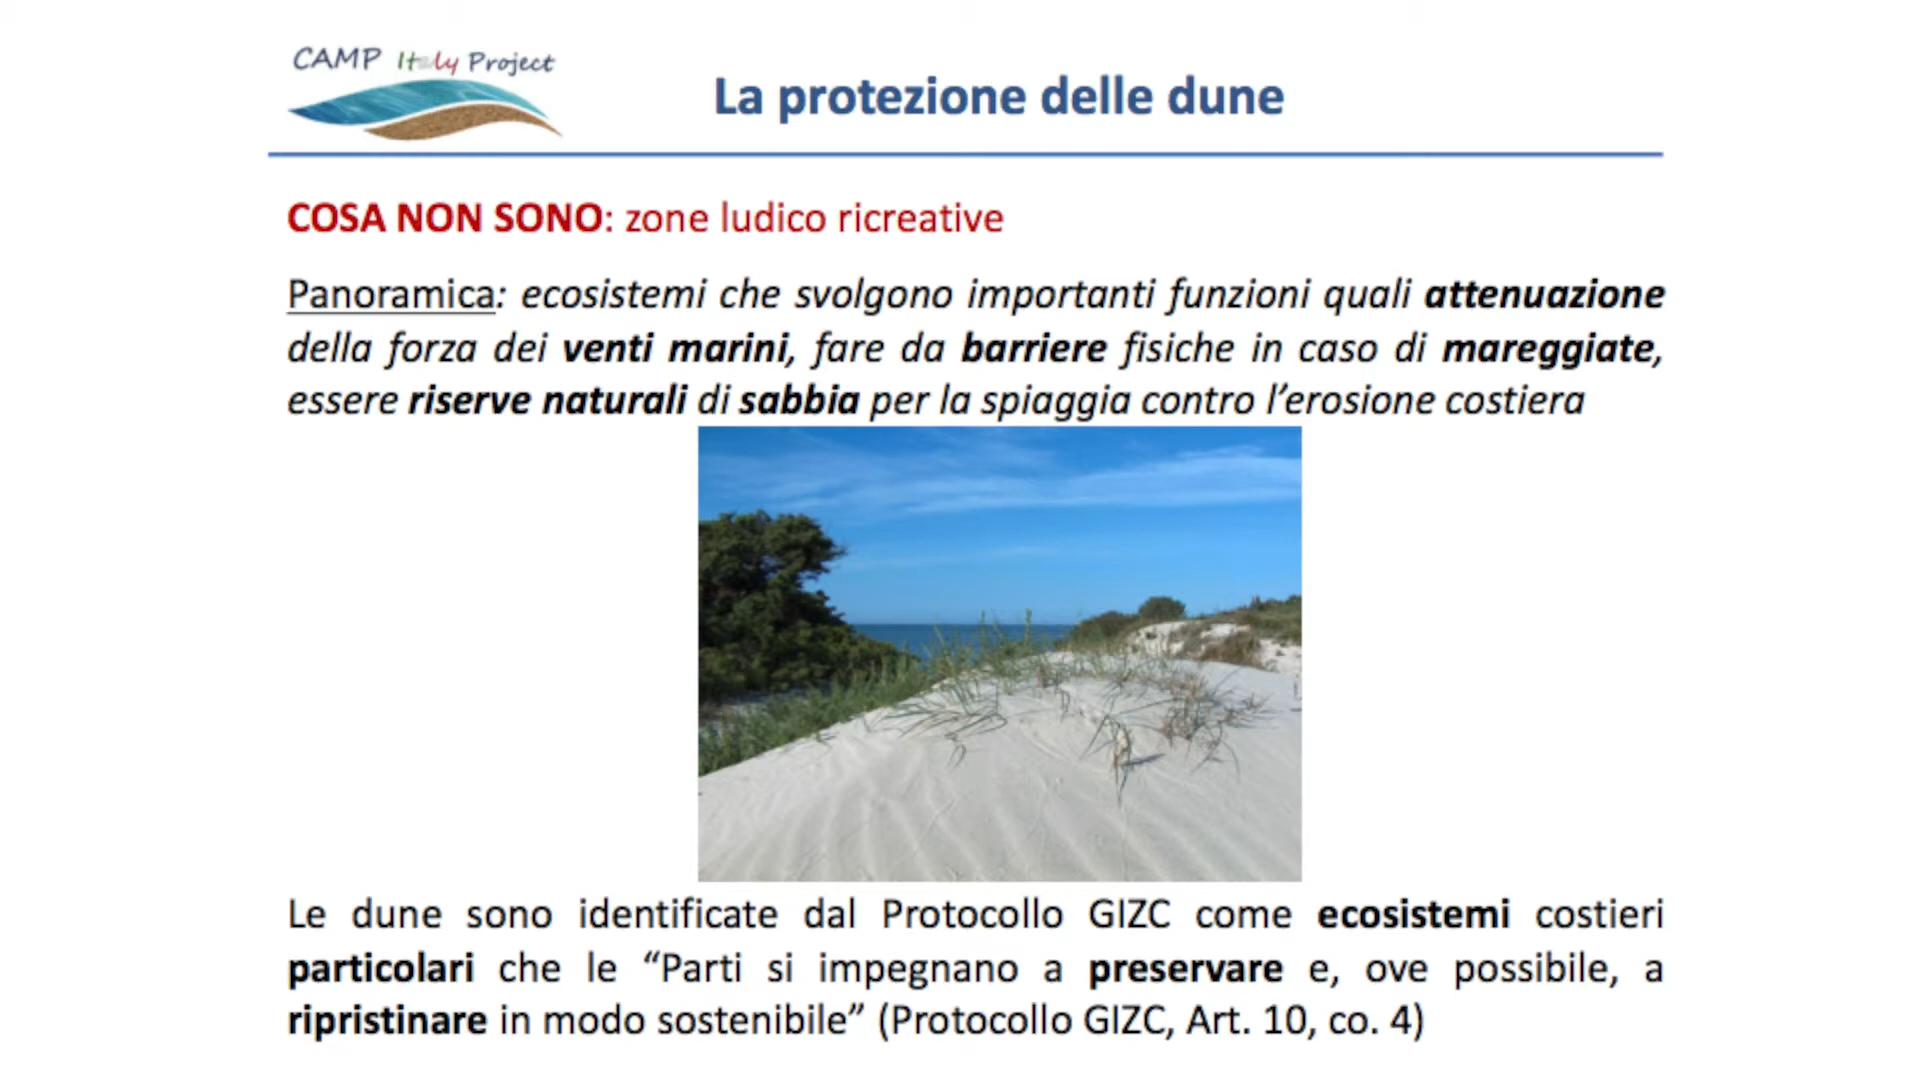 CAMP Italy Project
La protezione delle dune
COSA NON SONO: zone ludico ricreative
Panoramica: ecosistemi che svolgono importanti funzioni quali attenuazione
della forza dei venti marini, fare da barriere fisiche in caso di mareggiate,
essere riserve naturali di sabbia per la spiaggia contro l’erosione costiera
Le dune sono identificate dal Protocollo GIZC come ecosistemi costieri
particolari che le “Parti si impegnano a preservare e, ove possibile, a
ripristinare in modo sostenibile” (Protocollo GIZC, Art. 10, co. 4)